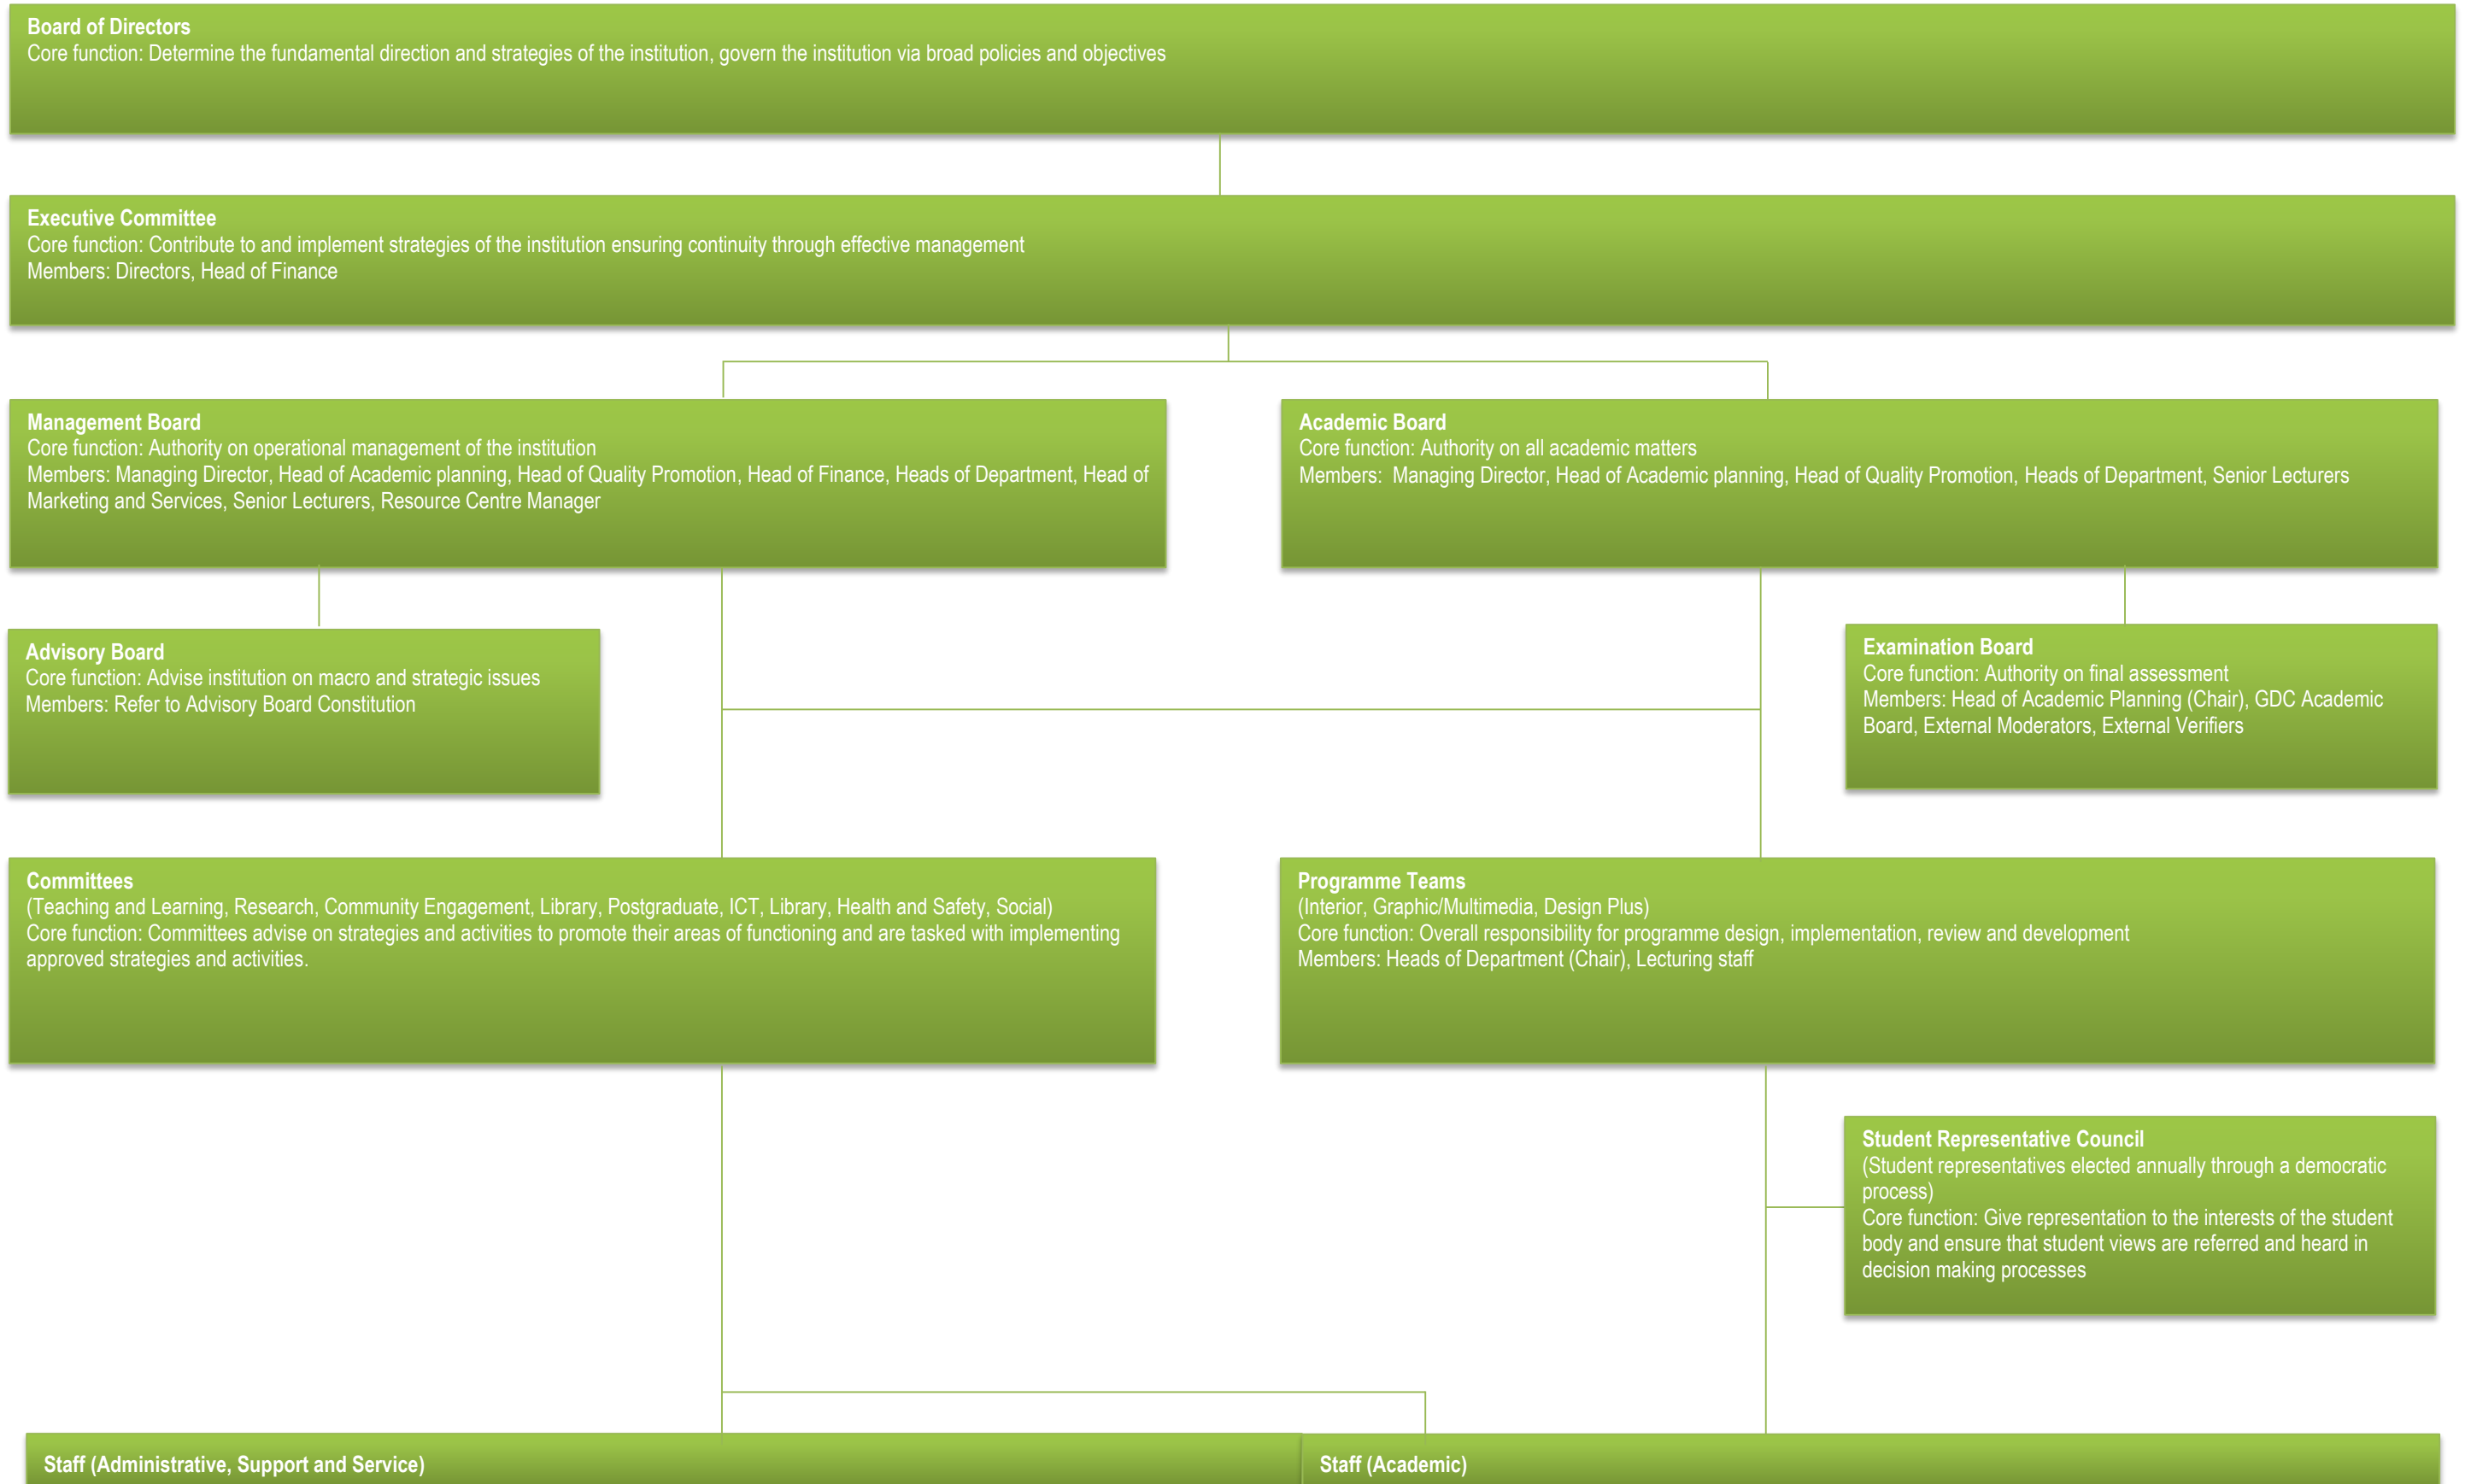 Board of Directors
Core function: Determine the fundamental direction and strategies of the institution, govern the institution via broad policies and objectives
Executive Committee
Core function: Contribute to and implement strategies of the institution ensuring continuity through effective management
Members: Directors, Head of Finance
Management Board
Core function: Authority on operational management of the institution
Members: Managing Director, Head of Academic planning, Head of Quality Promotion, Head of Finance, Heads of Department, Head of
Marketing and Services, Senior Lecturers, Resource Centre Manager
Academic Board
Core function: Authority on all academic matters
Members:  Managing Director, Head of Academic planning, Head of Quality Promotion, Heads of Department, Senior Lecturers
Advisory Board
Core function: Advise institution on macro and strategic issues
Members: Refer to Advisory Board Constitution
Examination Board
Core function: Authority on final assessment
Members: Head of Academic Planning (Chair), GDC Academic
Board, External Moderators, External Verifiers
Committees
(Teaching and Learning, Research, Community Engagement, Library, Postgraduate, ICT, Library, Health and Safety, Social)
Core function: Committees advise on strategies and activities to promote their areas of functioning and are tasked with implementing
approved strategies and activities.
Programme Teams
(Interior, Graphic/Multimedia, Design Plus)
Core function: Overall responsibility for programme design, implementation, review and development
Members: Heads of Department (Chair), Lecturing staff
Student Representative Council
(Student representatives elected annually through a democratic
process)
Core function: Give representation to the interests of the student
body and ensure that student views are referred and heard in
decision making processes
Staff (Administrative, Support and Service)
Staff (Academic)